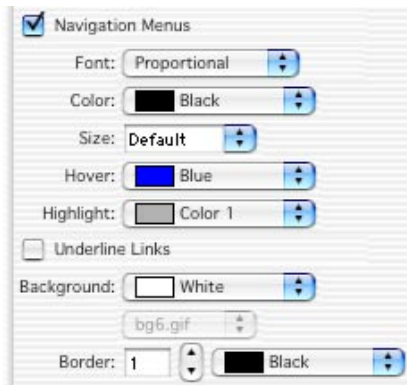 Navigation Menus
Font: Proportional
Color: Black
Size: Default
Hover: Blue
Highlight: Color 1
Underline Links
Background: White
bg6.gif
Border: 1 Black